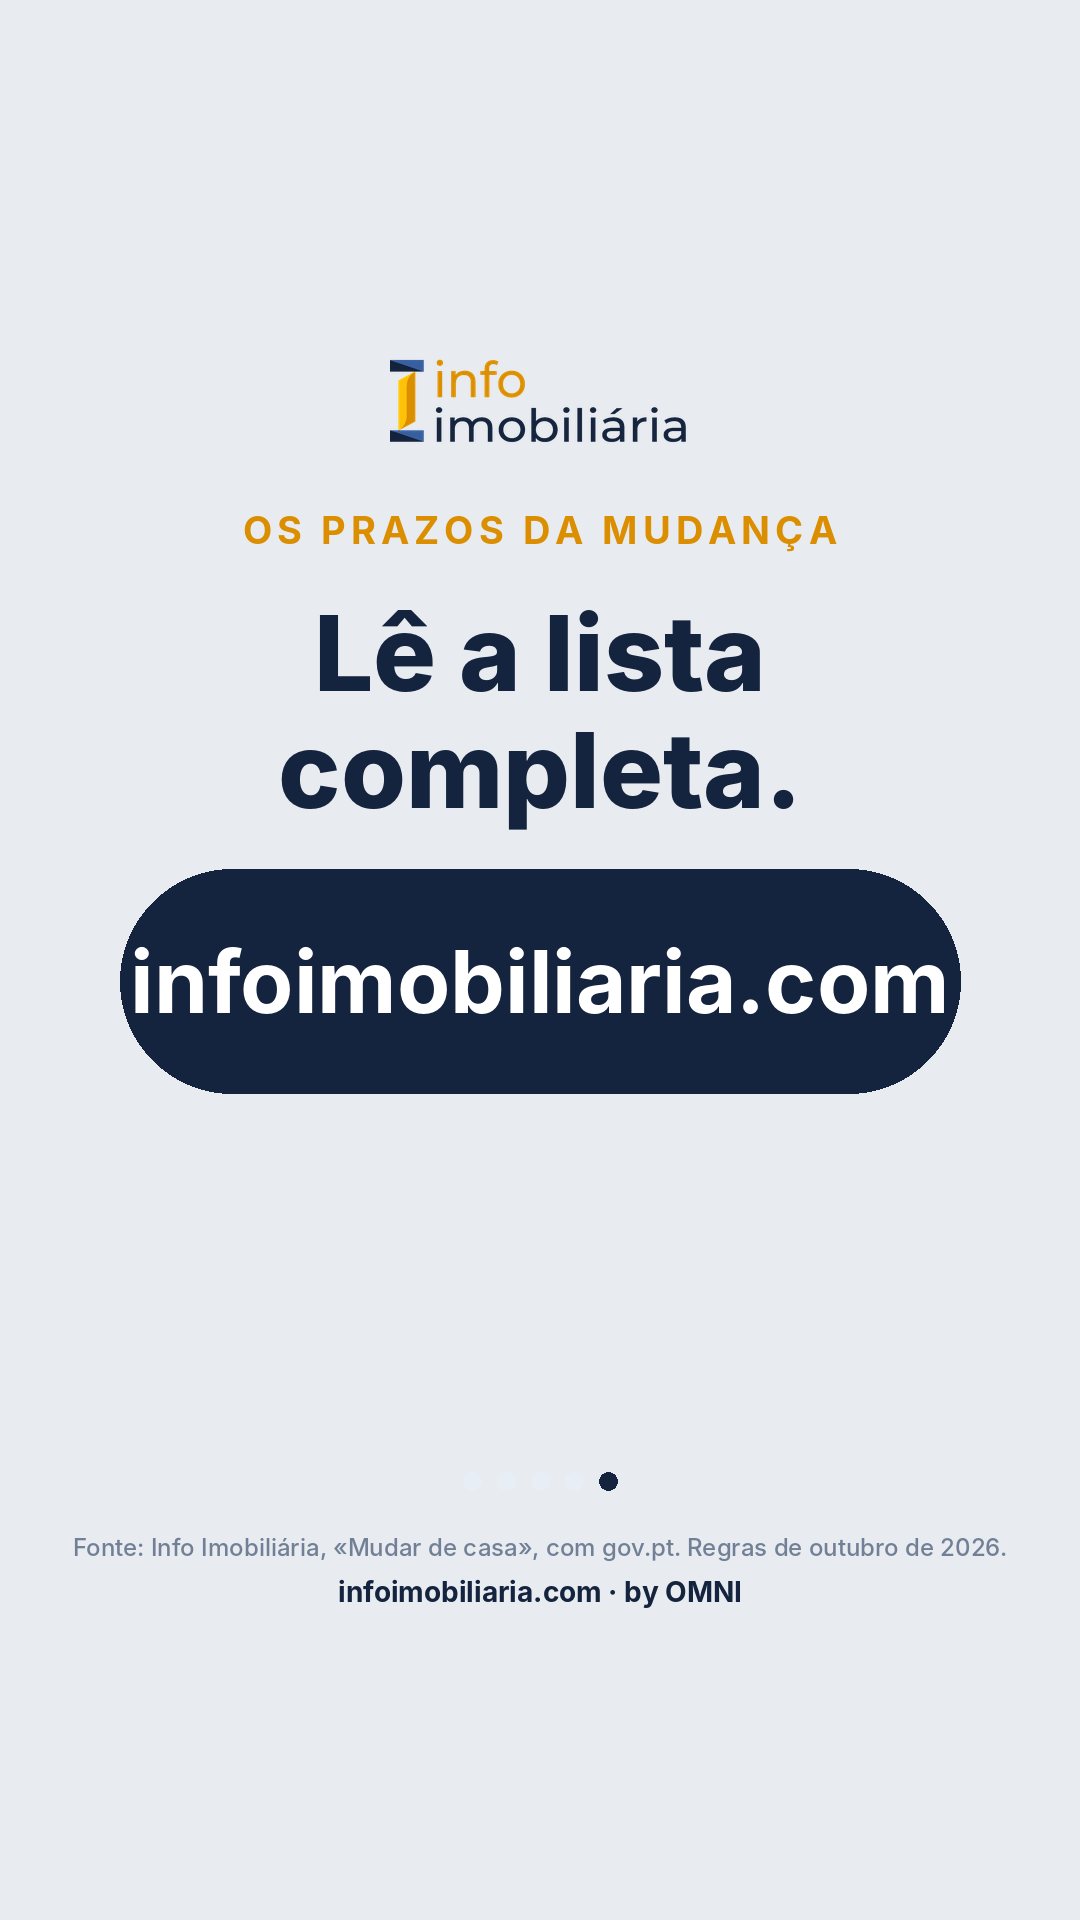 info
imobiliária
OS PRAZOS DA MUDANÇA
Lê a lista
completa.
infoimobiliaria.com
Fonte: Info Imobiliária, «Mudar de casa», com gov.pt. Regras de outubro de 2026.
infoimobiliaria.com · by OMNI